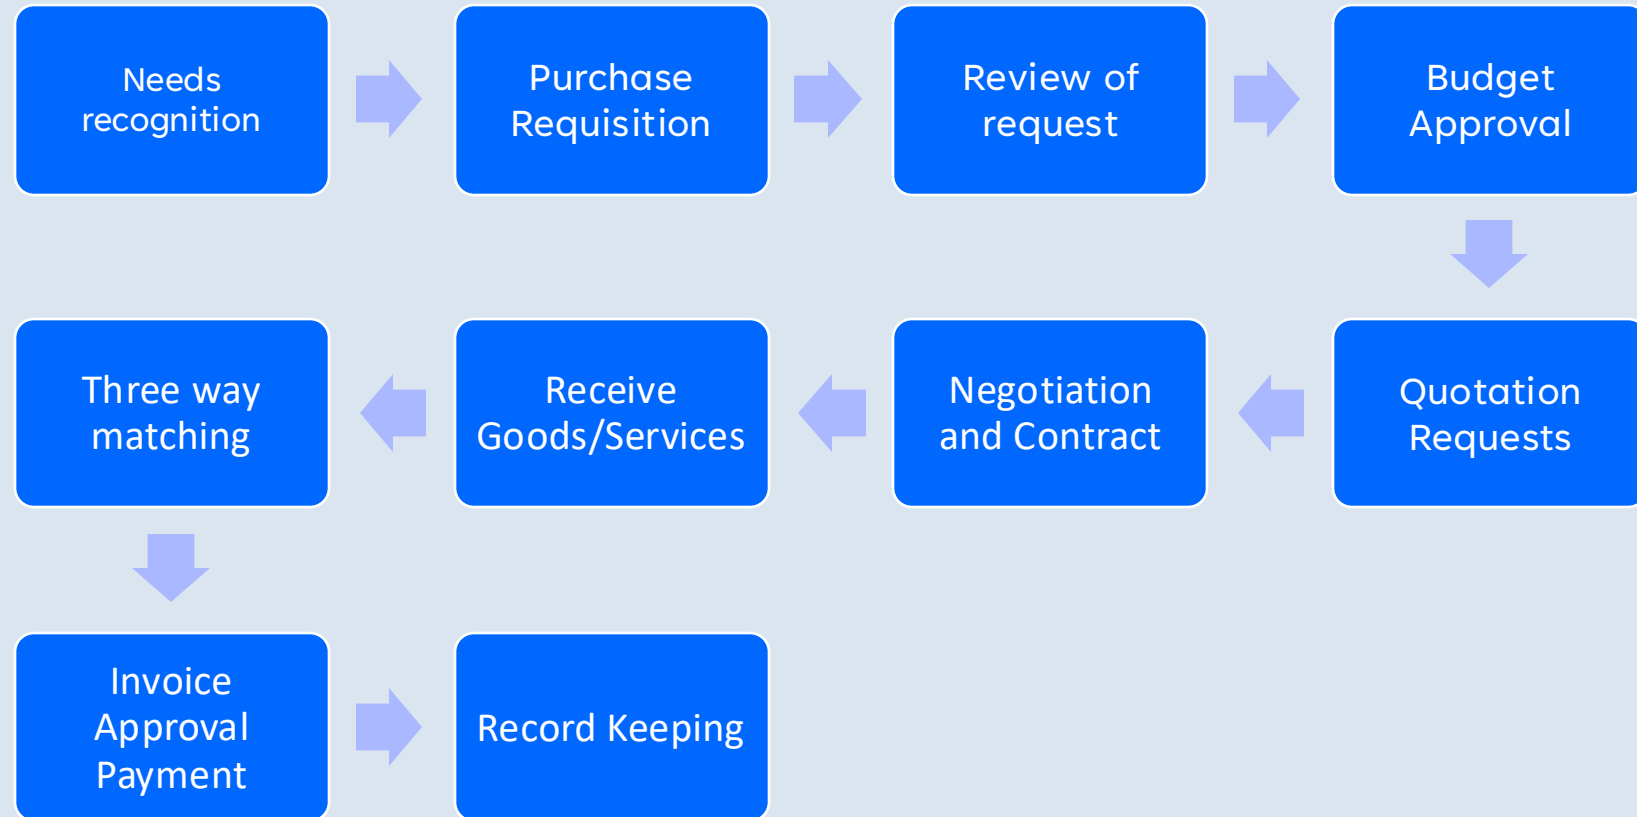 Needs
recognition
Purchase
Requisition
Review of
request
Budget
Approval
Quotation
Requests
Negotiation
and Contract
Receive
Goods/Services
Three way
matching
Invoice
Approval
Payment
Record Keeping